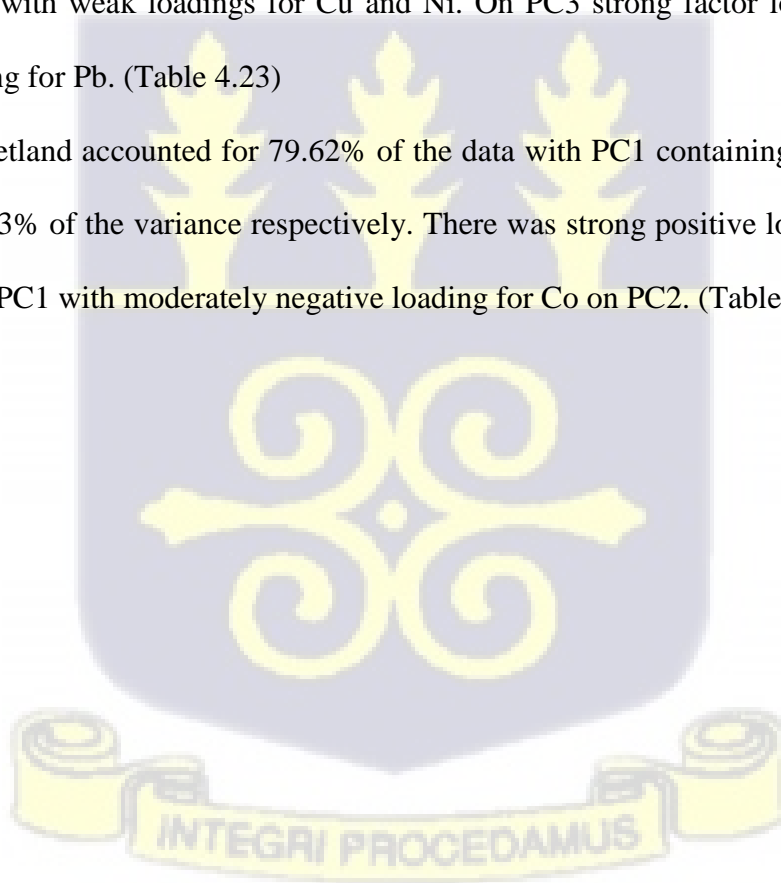 with weak loadings for Cu and Ni. On PC3 strong factor
ng for Pb. (Table 4.23)
etland accounted for 79.62% of the data with PC1 containing
3% of the variance respectively. There was strong positive lo
PC1 with moderately negative loading for Co on PC2. (Table
INTEGRI PROCEDAMUS